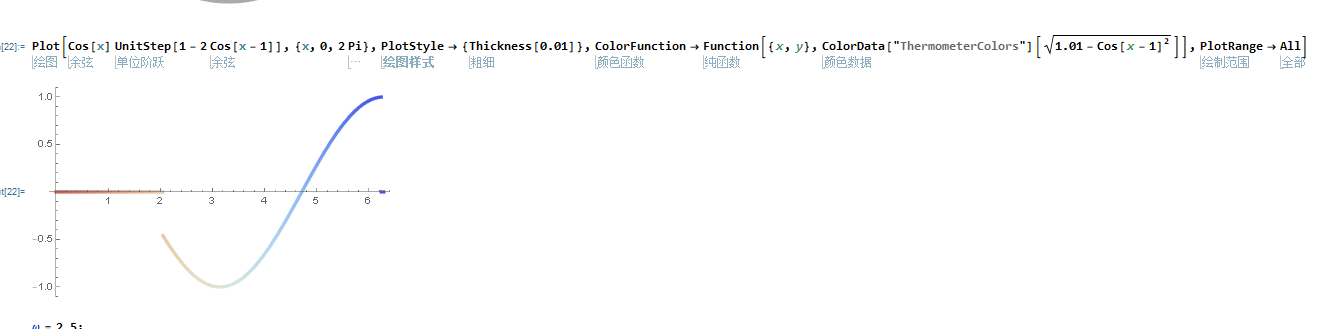 [22]:= Plot[Cos[x] UnitStep[1 - 2 Cos[x - 1]], {x, 0, 2 Pi}, PlotStyle → {Thickness[0.01]}, ColorFunction → Function[{x, y}, ColorData["ThermometerColors"][√(1.01 - Cos[x - 1]²)]], PlotRange → All]
绘图 余弦 单位阶跃 余弦 … 绘图样式 粗细 颜色函数 纯函数 颜色数据 绘制范围 全部
1.0
0.5
t[22]=
1 2 3 4 5 6
-0.5
-1.0
ω = 2.5;